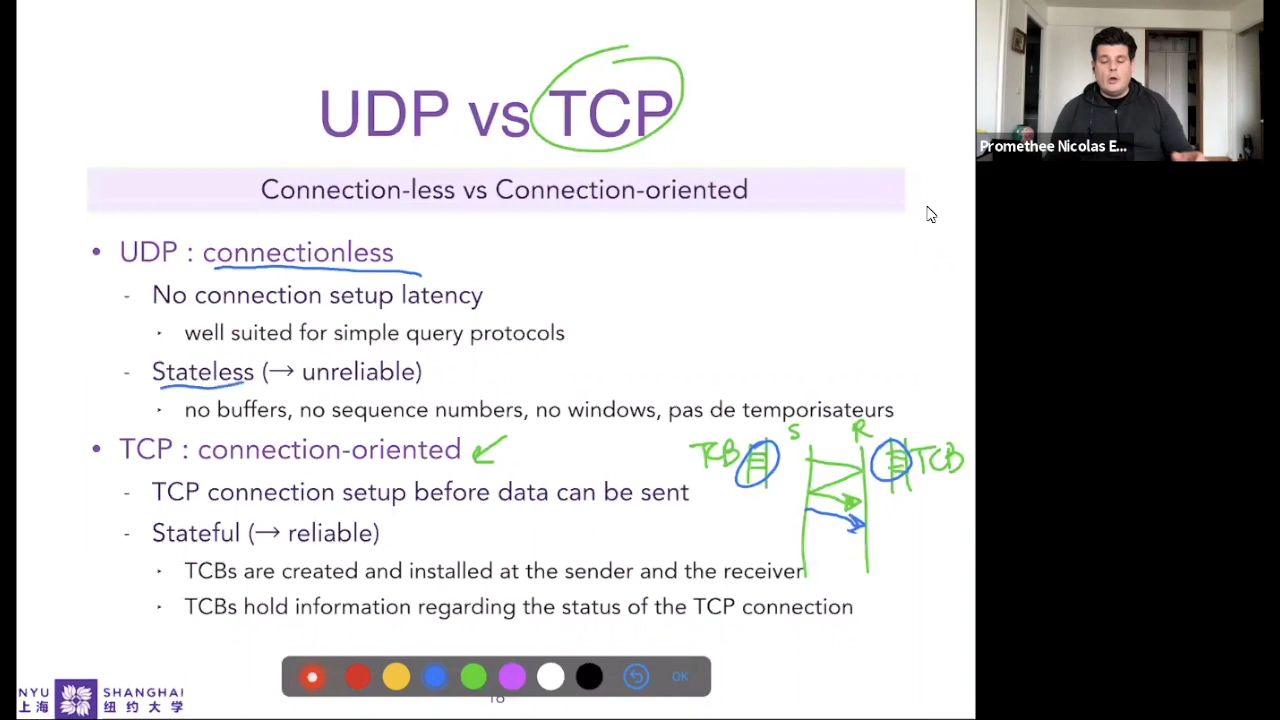 UDP vs TCP
Connection-less vs Connection-oriented
Promethee Nicolas E...
• UDP : connectionless
- No connection setup latency
‣ well suited for simple query protocols
- Stateless (→ unreliable)
‣ no buffers, no sequence numbers, no windows, pas de temporisateurs
• TCP : connection-oriented
S R
TCB TCB
- TCP connection setup before data can be sent
- Stateful (→ reliable)
‣ TCBs are created and installed at the sender and the receiver
‣ TCBs hold information regarding the status of the TCP connection
OK
NYU SHANGHAI
上海 纽约大学